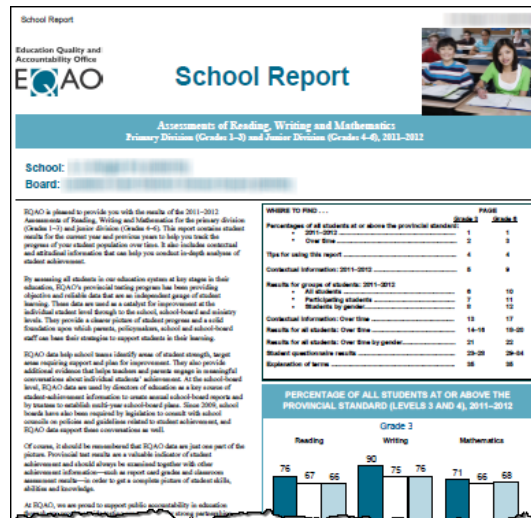 School Report
Education Quality and
Accountability Office
EQAO
School Report
Assessments of Reading, Writing and Mathematics
Primary Division (Grades 1–3) and Junior Division (Grades 4–6), 2011–2012
School:
Board:
EQAO is pleased to provide you with the results of the 2011–2012
Assessments of Reading, Writing and Mathematics for the primary division
(Grades 1–3) and junior division (Grades 4–6). This report contains student
results for the current year and previous years to help you track the
progress of your student population over time. It also includes contextual
and attitudinal information that can help you conduct in-depth analyses of
student achievement.
By assessing all students in our education system at key stages in their
education, EQAO's provincial testing program has been providing
objective and reliable data that are an independent gauge of student
learning. These data are used as a catalyst for improvement at the
individual student level through to the school, school-board and ministry
levels. They provide a clearer picture of student progress and a solid
foundation upon which parents, policymakers, school and school-board
staff can base their strategies to support students in their learning.
EQAO data help school teams identify areas of student strength, target
areas requiring support and plan for improvement. They also provide
additional evidence that helps teachers and parents engage in meaningful
conversations about individual students' achievement. At the school-board
level, EQAO data are used by directors of education as a key source of
student-achievement information to create annual school-board reports and
by trustees to establish multi-year school-board plans. Since 2009, school
boards have also been required by legislation to consult with school
councils on policies and guidelines related to student achievement, and
EQAO data support these conversations as well.
Of course, it should be remembered that EQAO data are just one part of the
picture. Provincial test results are a valuable indicator of student
achievement and should always be examined together with other
achievement information—such as report card grades and classroom
assessment results—in order to get a complete picture of student skills,
abilities and knowledge.
At EQAO, we are proud to support public accountability in education
strong partnership
WHERE TO FIND . . . PAGE
Grade 3 Grade 6
Percentages of all students at or above the provincial standard:
• 2011–2012 1 1
• Over time 2 3
Tips for using this report 4 4
Contextual Information: 2011–2012 5 9
Results for groups of students: 2011–2012
• All students 6 10
• Participating students 7 11
• Students by gender 8 12
Contextual Information: Over time 13 17
Results for all students: Over time 14–16 18–20
Results for all students: Over time by gender 21 22
Student questionnaire results 23–28 29–34
Explanation of terms 35 35
PERCENTAGE OF ALL STUDENTS AT OR ABOVE THE
PROVINCIAL STANDARD (LEVELS 3 AND 4), 2011–2012
Grade 3
Reading Writing Mathematics
76 67 66 90 75 76 71 66 68